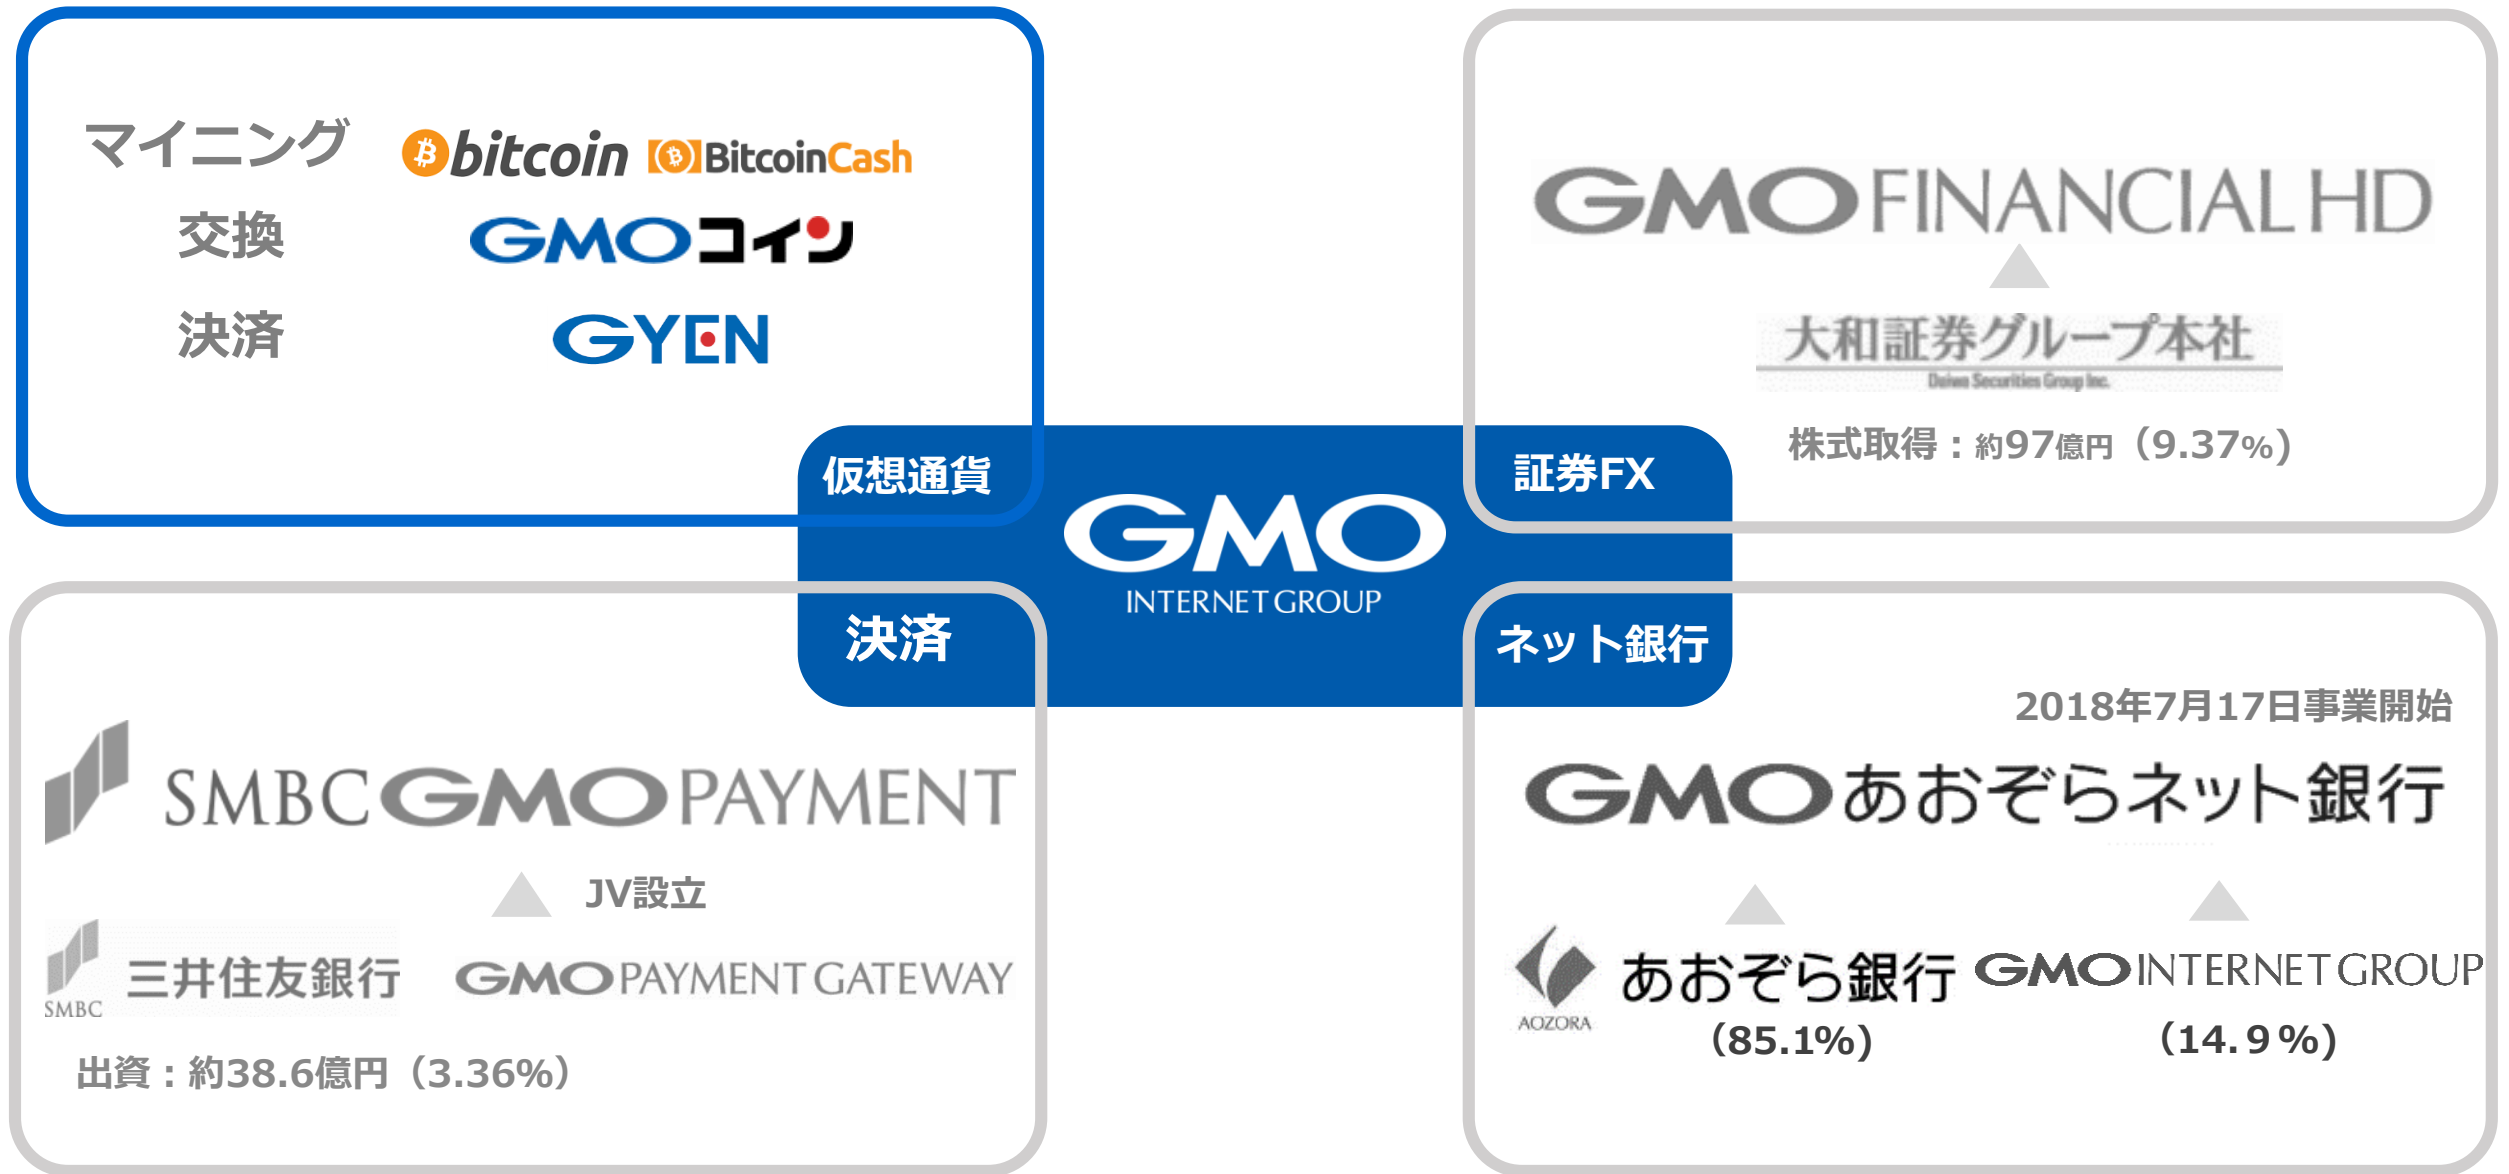 マイニング
bitcoin BitcoinCash
交換
GMOコイン
決済
GYEN
仮想通貨
GMO FINANCIAL HD
大和証券グループ本社
Daiwa Securities Group Inc.
株式取得：約97億円（9.37%）
証券FX
GMO
INTERNET GROUP
決済
SMBC GMO PAYMENT
JV設立
SMBC
三井住友銀行
GMO PAYMENT GATEWAY
出資：約38.6億円（3.36%）
ネット銀行
2018年7月17日事業開始
GMOあおぞらネット銀行
AOZORA
あおぞら銀行
（85.1%）
GMO INTERNET GROUP
（14.９%）